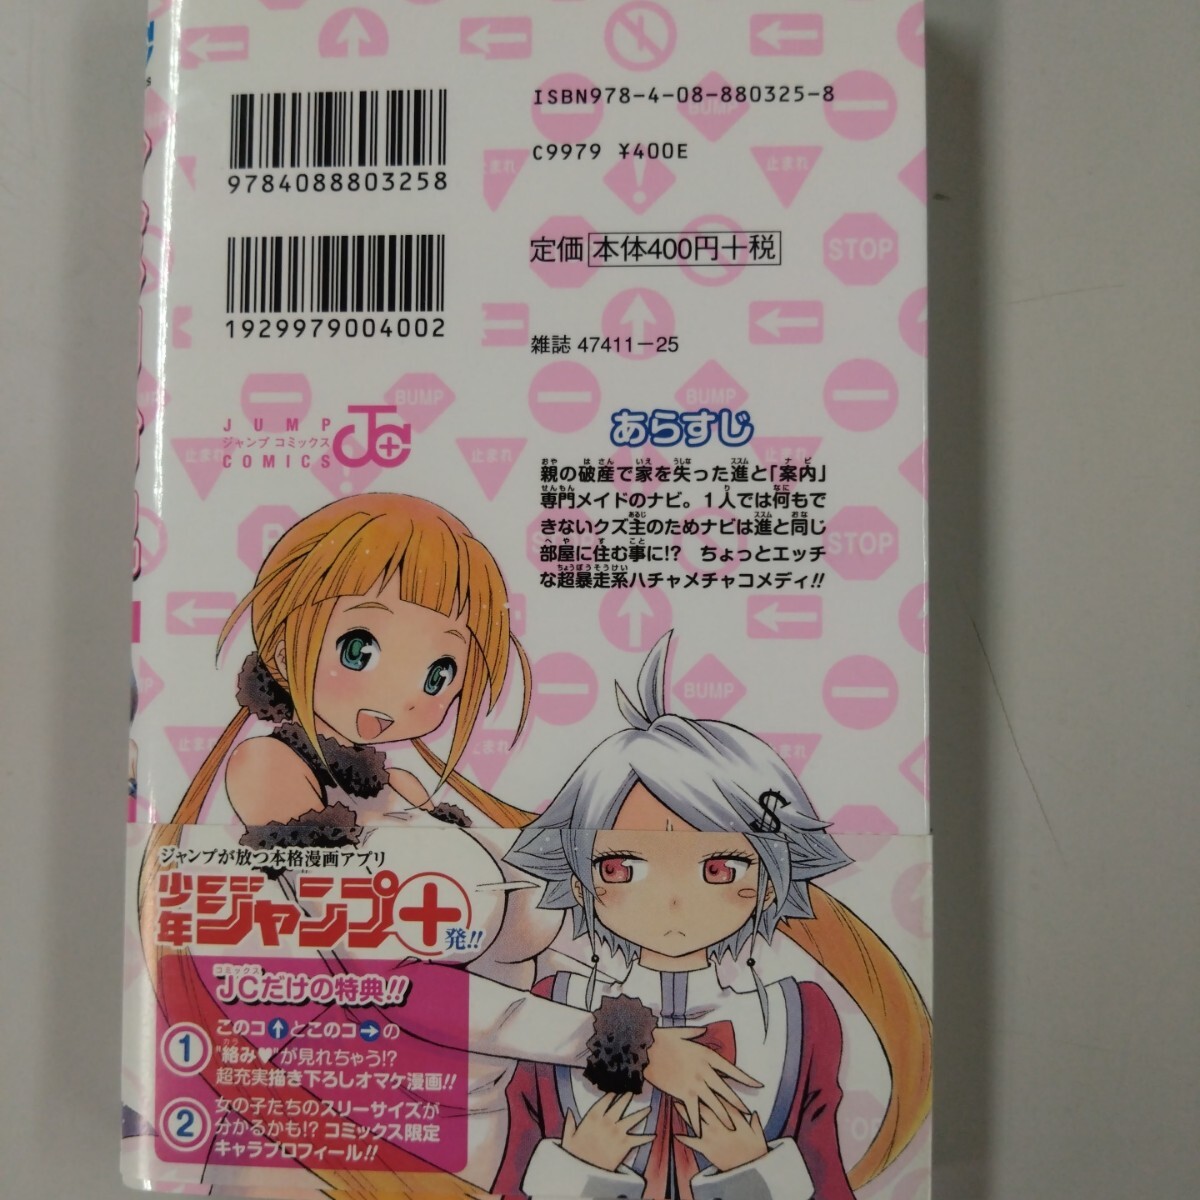 9784088803258
1929979004002
ISBN978-4-08-880325-8
C9979 ¥400E
定価 本体400円+税
雑誌 47411-25
JUMP
ジャンプ コミックス
COMICS
あらすじ
親の破産で家を失った進と「案内」
専門メイドのナビ。1人では何もで
きないクズ主のためナビは進と同じ
部屋に住む事に!? ちょっとエッチ
な超暴走系ハチャメチャコメディ!!
ジャンプが放つ本格漫画アプリ
少年ジャンプ+発!!
JCだけの特典!!
1 このコ↑とこのコ→の
"絡み♥"が見れちゃう!?
超充実描き下ろしオマケ漫画!!
2 女の子たちのスリーサイズが
分かるかも!? コミックス限定
キャラプロフィール!!
STOP
BUMP
止まれ
止まれ
止まれ
STOP
BUMP
止まれ